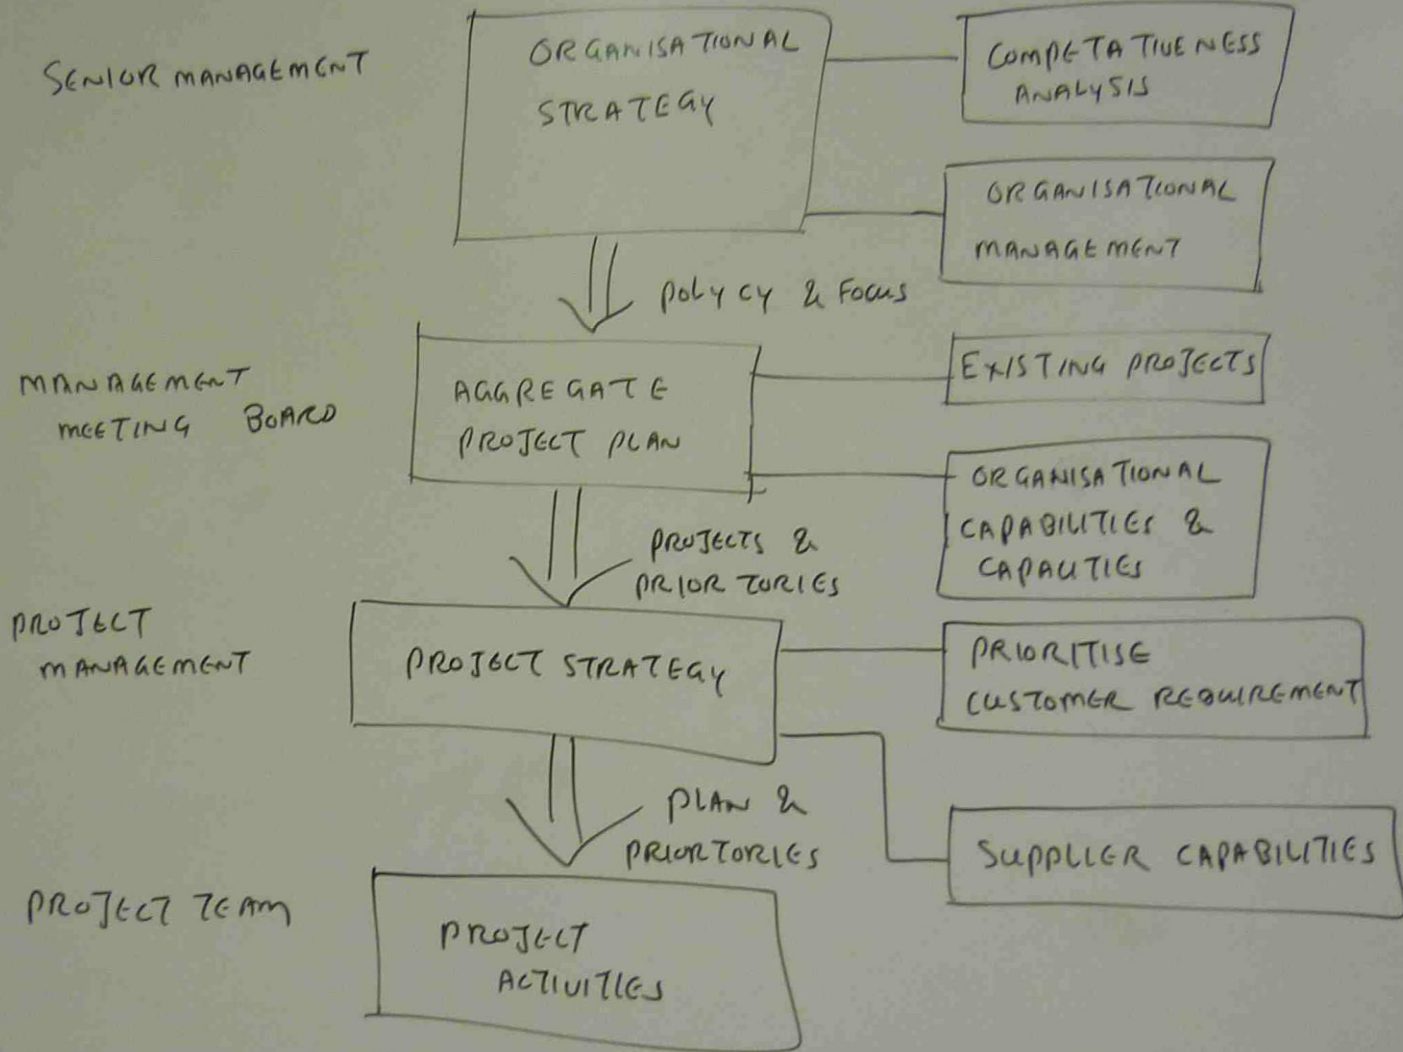 SENIOR MANAGEMENT
ORGANISATIONAL
STRATEGY
COMPETATIVENESS
ANALYSIS
ORGANISATIONAL
MANAGEMENT
POLYCY & FOCUS
MANAGEMENT
MEETING BOARD
AGGREGATE
PROJECT PLAN
EXISTING PROJECTS
ORGANISATIONAL
CAPABILITIES &
CAPACITIES
PROJECTS &
PRIORTORIES
PROJECT
MANAGEMENT
PROJECT STRATEGY
PRIORITISE
CUSTOMER REQUIREMENT
PLAN &
PRIORTORIES
SUPPLIER CAPABILITIES
PROJECT TEAM
PROJECT
ACTIVITIES